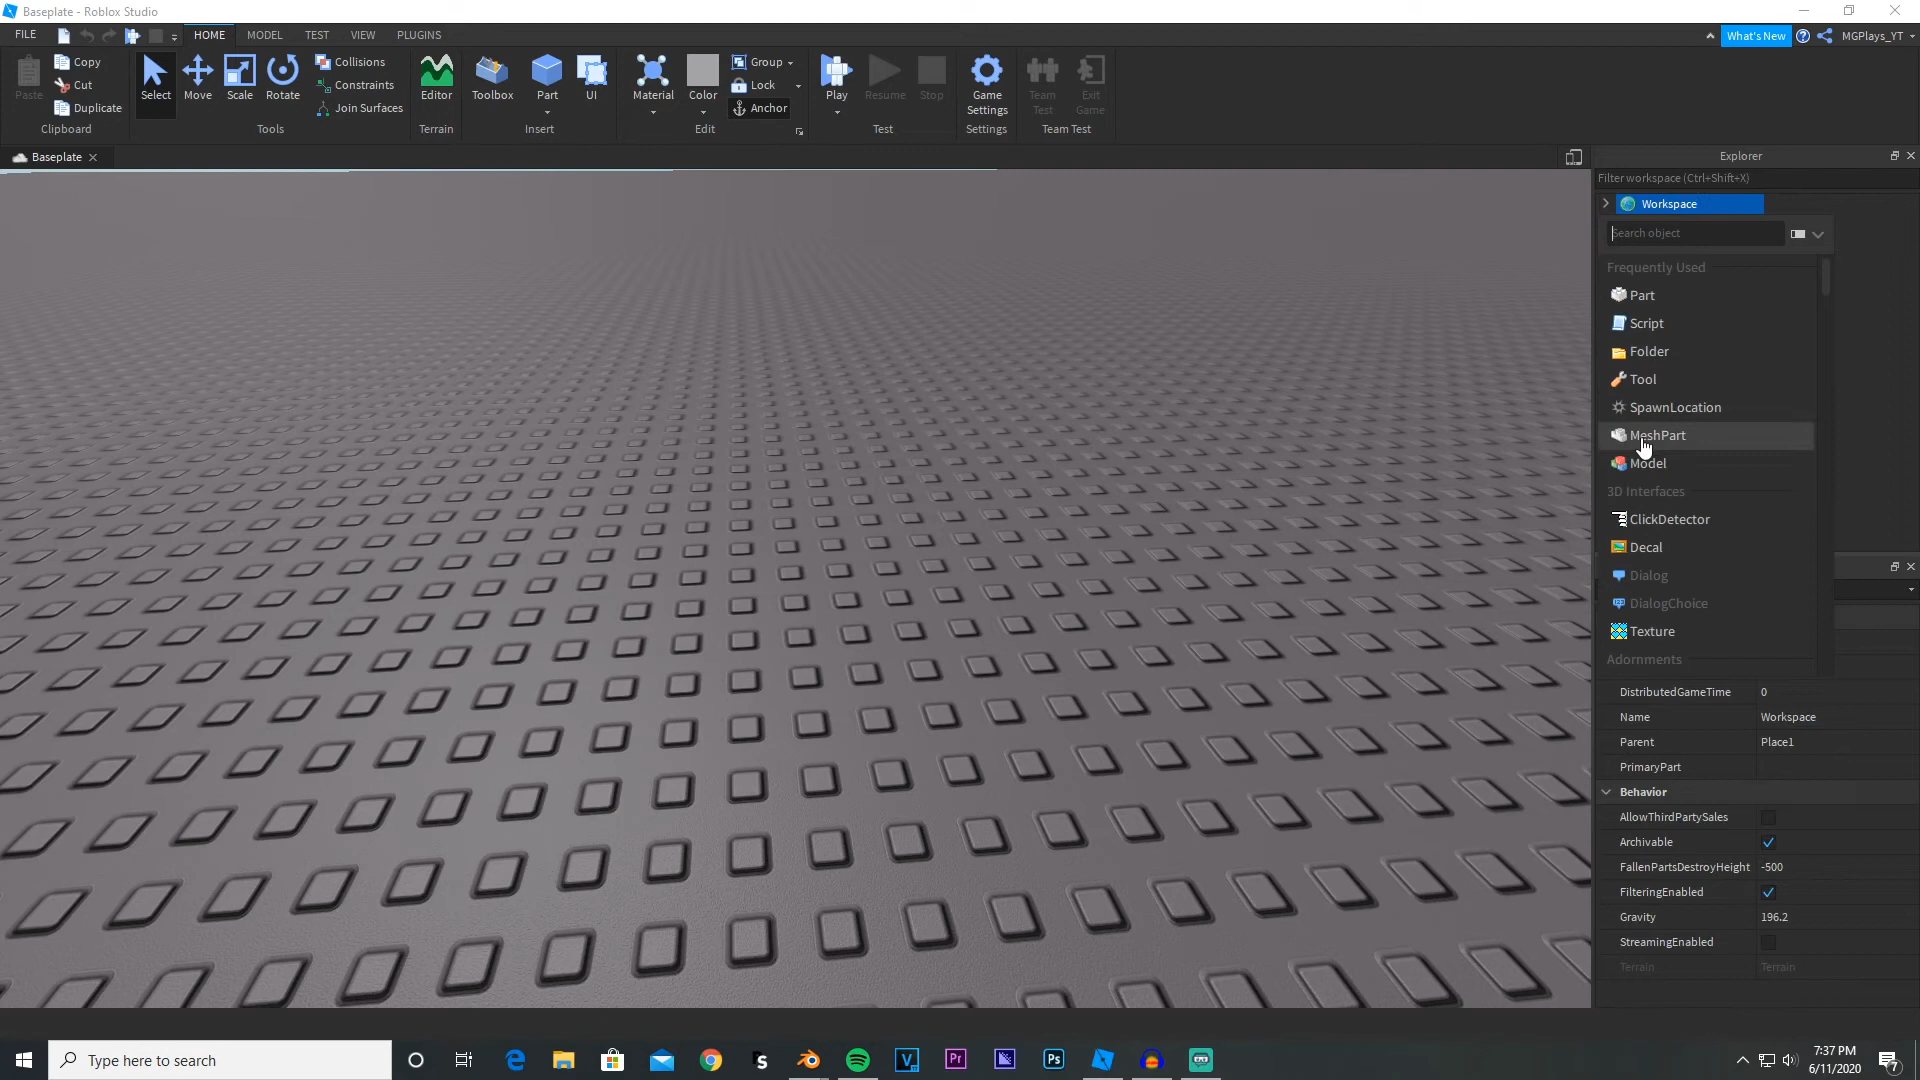 Baseplate - Roblox Studio
FILE HOME MODEL TEST VIEW PLUGINS What's New MGPlays_YT
Paste Copy Cut Duplicate Clipboard
Select Move Scale Rotate Collisions Constraints Join Surfaces Tools
Editor Terrain
Toolbox Part UI Insert
Material Color Group Lock Anchor Edit
Play Resume Stop Test
Game Settings Settings
Team Test Exit Game Team Test
Baseplate
Explorer
Filter workspace (Ctrl+Shift+X)
Workspace
Search object
Frequently Used
Part
Script
Folder
Tool
SpawnLocation
MeshPart
Model
3D Interfaces
ClickDetector
Decal
Dialog
DialogChoice
Texture
Adornments
DistributedGameTime 0
Name Workspace
Parent Place1
PrimaryPart
Behavior
AllowThirdPartySales
Archivable
FallenPartsDestroyHeight -500
FilteringEnabled
Gravity 196.2
StreamingEnabled
Terrain Terrain
Type here to search
Pr
Ps
7:37 PM
6/11/2020
7